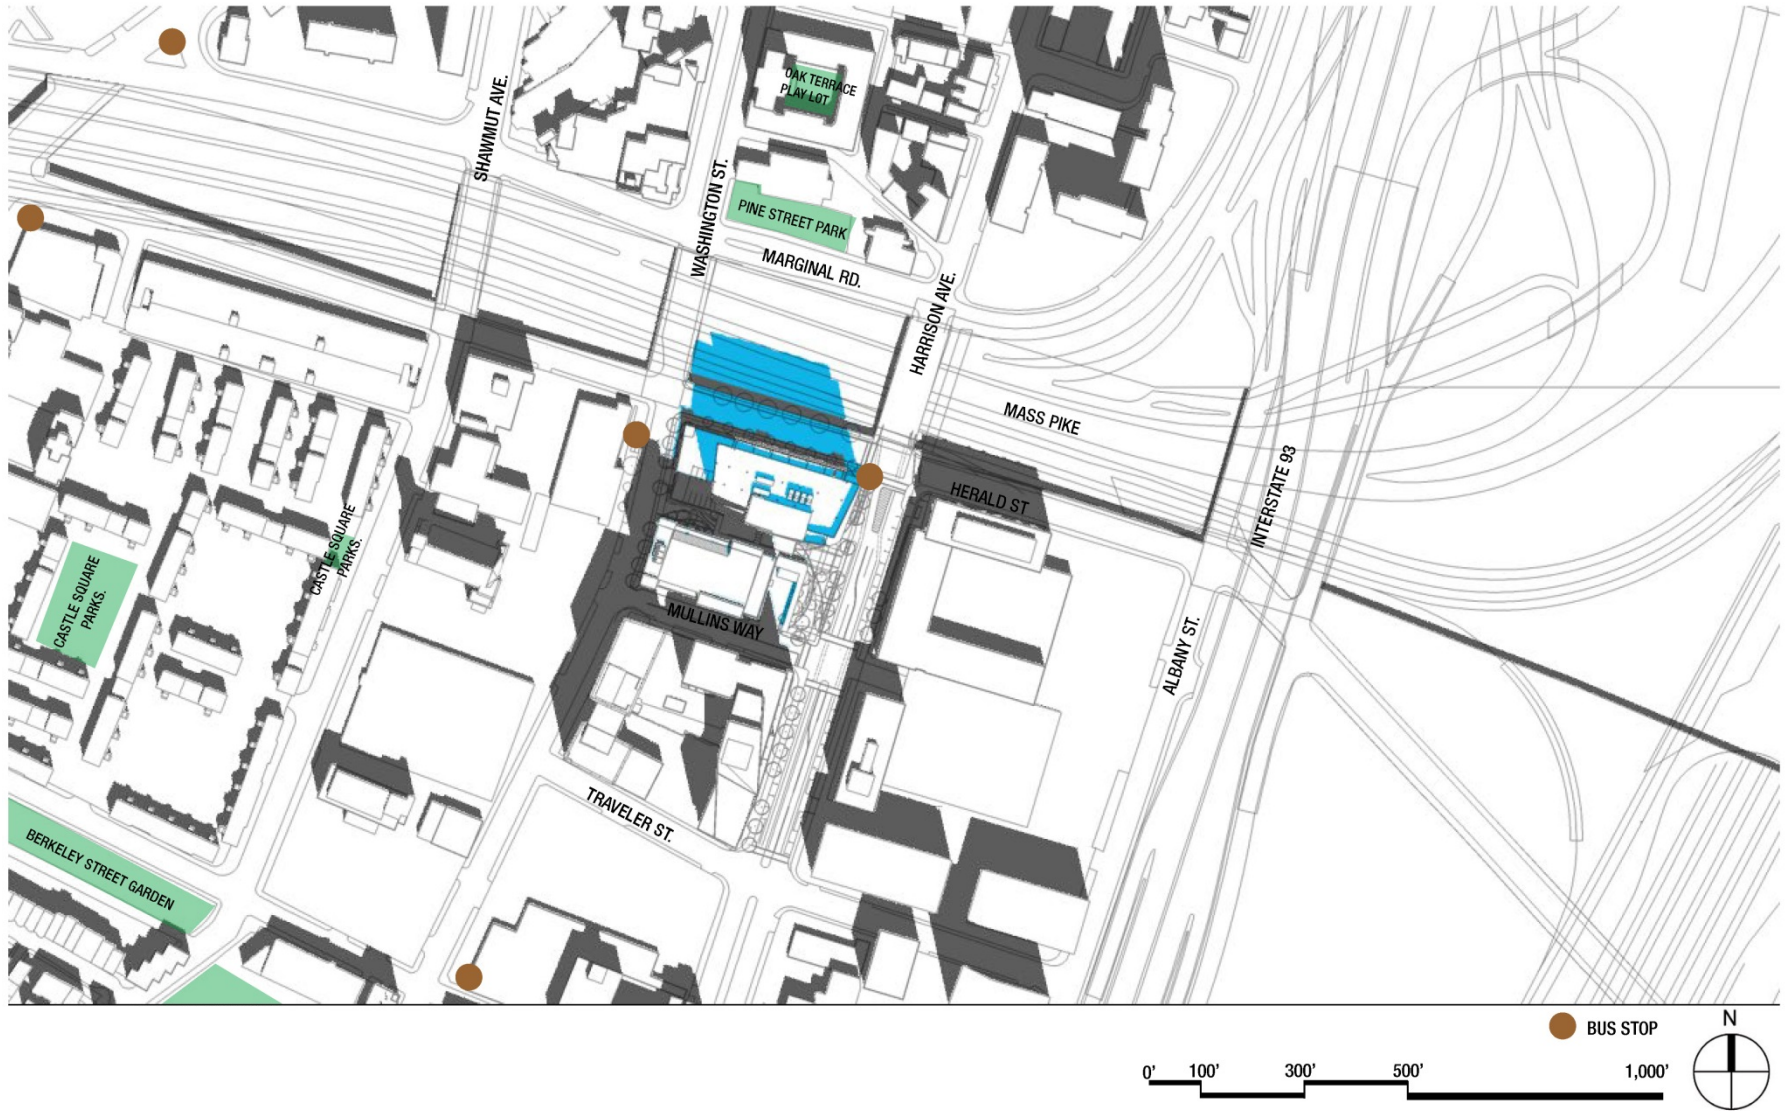 SHAWMUT AVE.
OAK TERRACE
PLAY LOT
WASHINGTON ST.
PINE STREET PARK
MARGINAL RD.
HARRISON AVE.
MASS PIKE
INTERSTATE 93
HERALD ST
CASTLE SQUARE
PARKS.
CASTLE SQUARE
PARKS.
MULLINS WAY
ALBANY ST.
TRAVELER ST.
BERKELEY STREET GARDEN
BUS STOP
N
0' 100' 300' 500' 1,000'